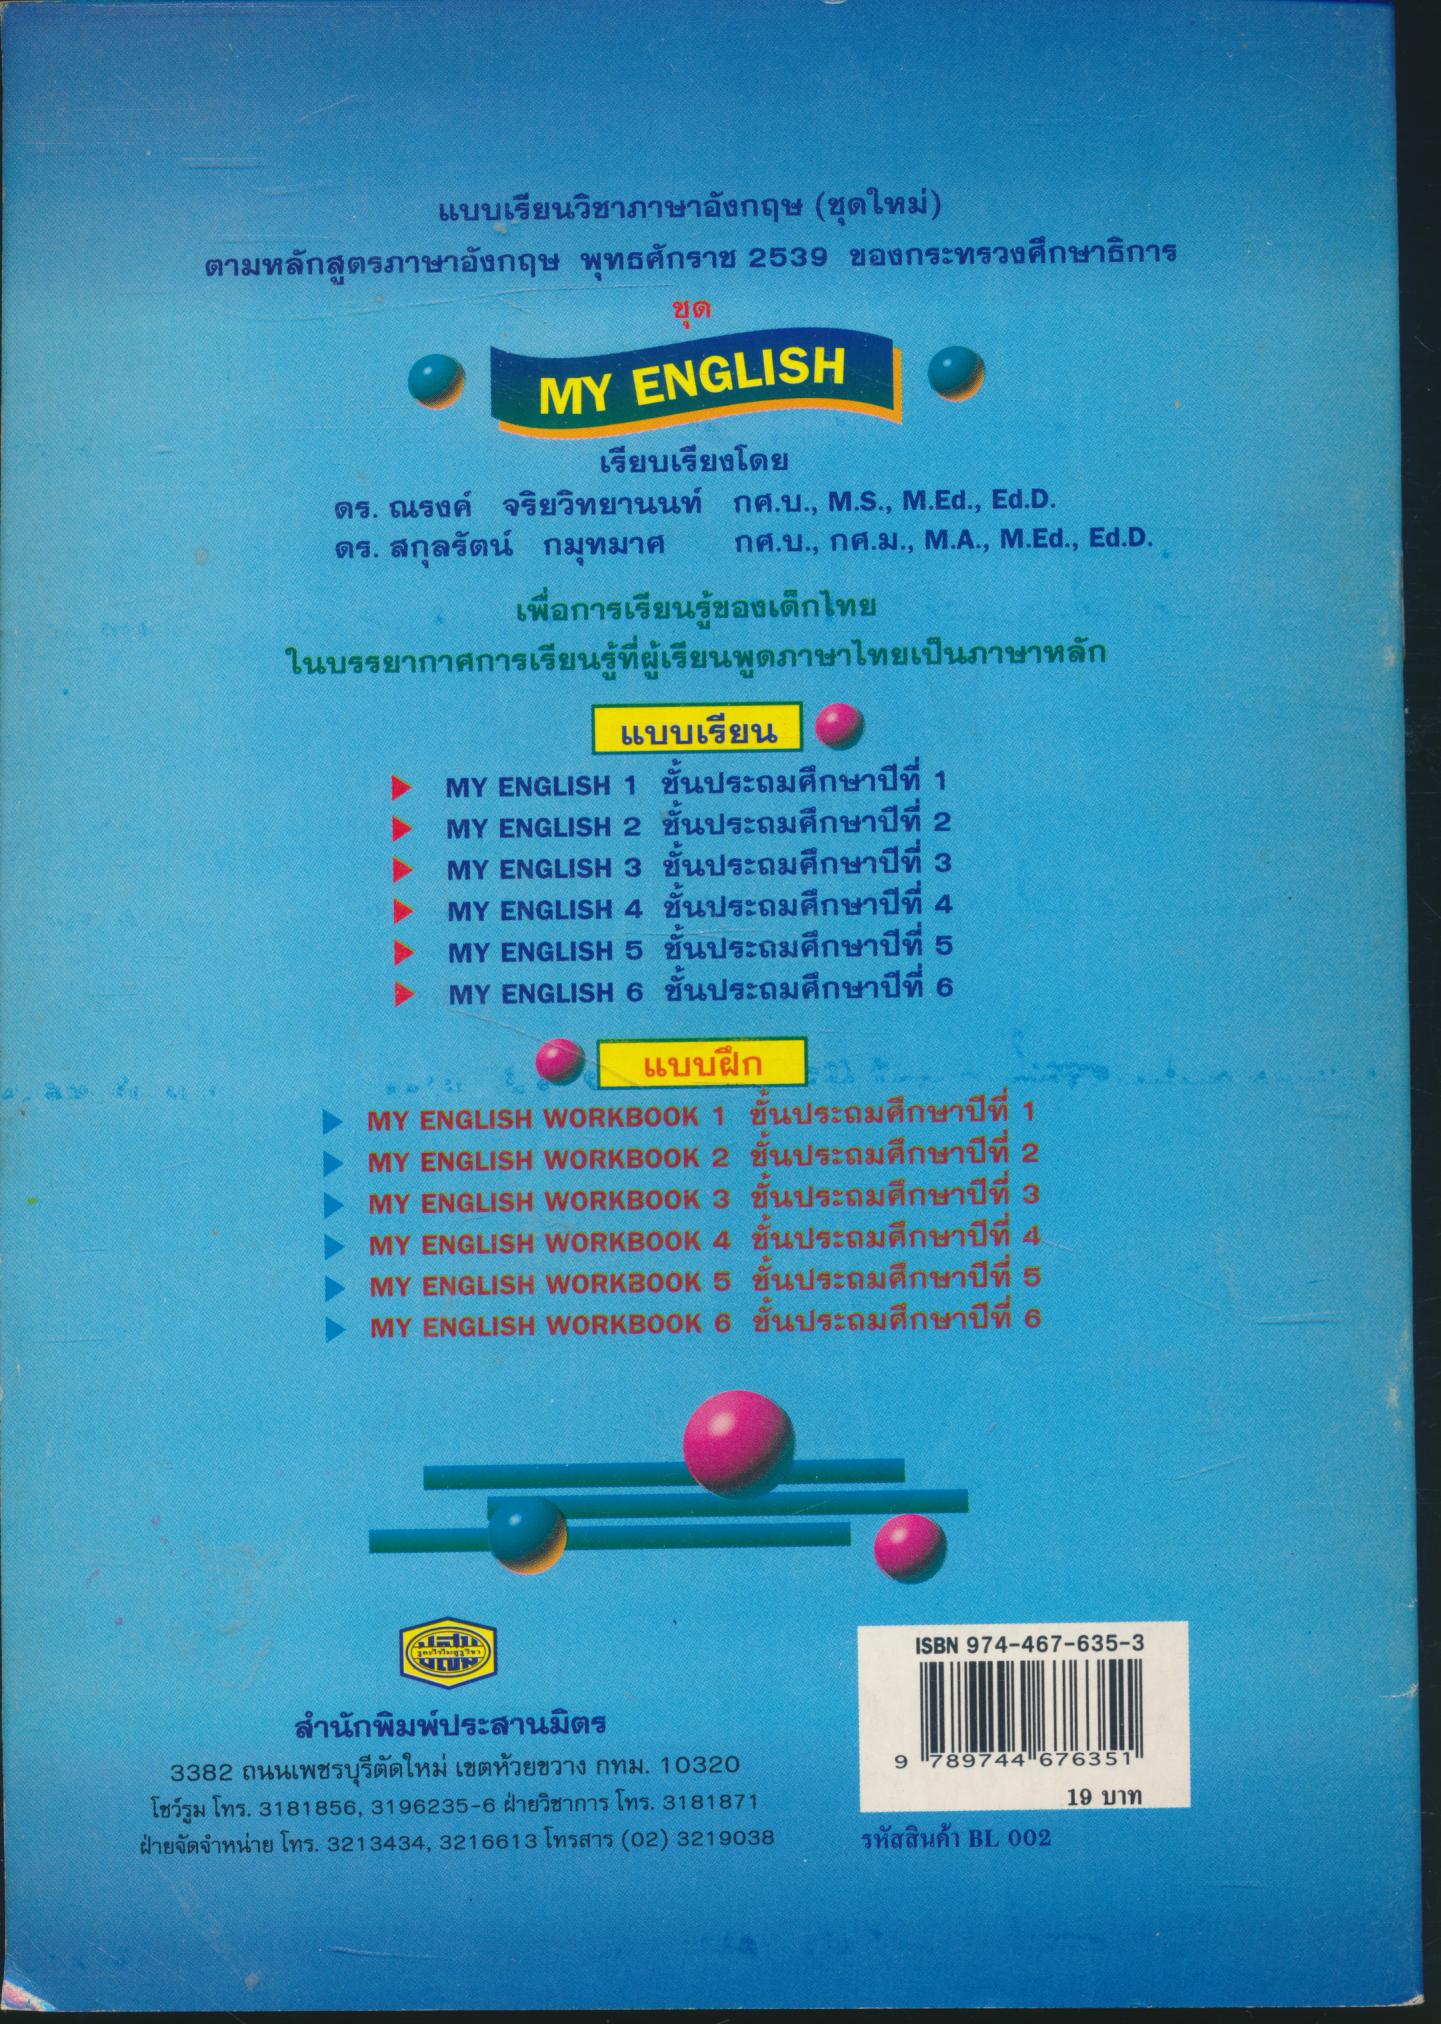 แบบเรียนวิชาภาษาอังกฤษ (ชุดใหม่)
ตามหลักสูตรภาษาอังกฤษ พุทธศักราช 2539 ของกระทรวงศึกษาธิการ
ชุด
MY ENGLISH
เรียบเรียงโดย
ดร. ณรงค์ จริยวิทยานนท์ กศ.บ., M.S., M.Ed., Ed.D.
ดร. สกุลรัตน์ กมุทมาศ กศ.บ., กศ.ม., M.A., M.Ed., Ed.D.
เพื่อการเรียนรู้ของเด็กไทย
ในบรรยากาศการเรียนรู้ที่ผู้เรียนพูดภาษาไทยเป็นภาษาหลัก
แบบเรียน
MY ENGLISH 1 ชั้นประถมศึกษาปีที่ 1
MY ENGLISH 2 ชั้นประถมศึกษาปีที่ 2
MY ENGLISH 3 ชั้นประถมศึกษาปีที่ 3
MY ENGLISH 4 ชั้นประถมศึกษาปีที่ 4
MY ENGLISH 5 ชั้นประถมศึกษาปีที่ 5
MY ENGLISH 6 ชั้นประถมศึกษาปีที่ 6
แบบฝึก
MY ENGLISH WORKBOOK 1 ชั้นประถมศึกษาปีที่ 1
MY ENGLISH WORKBOOK 2 ชั้นประถมศึกษาปีที่ 2
MY ENGLISH WORKBOOK 3 ชั้นประถมศึกษาปีที่ 3
MY ENGLISH WORKBOOK 4 ชั้นประถมศึกษาปีที่ 4
MY ENGLISH WORKBOOK 5 ชั้นประถมศึกษาปีที่ 5
MY ENGLISH WORKBOOK 6 ชั้นประถมศึกษาปีที่ 6
สำนักพิมพ์ประสานมิตร
3382 ถนนเพชรบุรีตัดใหม่ เขตห้วยขวาง กทม. 10320
โชว์รูม โทร. 3181856, 3196235-6 ฝ่ายวิชาการ โทร. 3181871
ฝ่ายจัดจำหน่าย โทร. 3213434, 3216613 โทรสาร (02) 3219038
ISBN 974-467-635-3
9 789744 676351
19 บาท
รหัสสินค้า BL 002